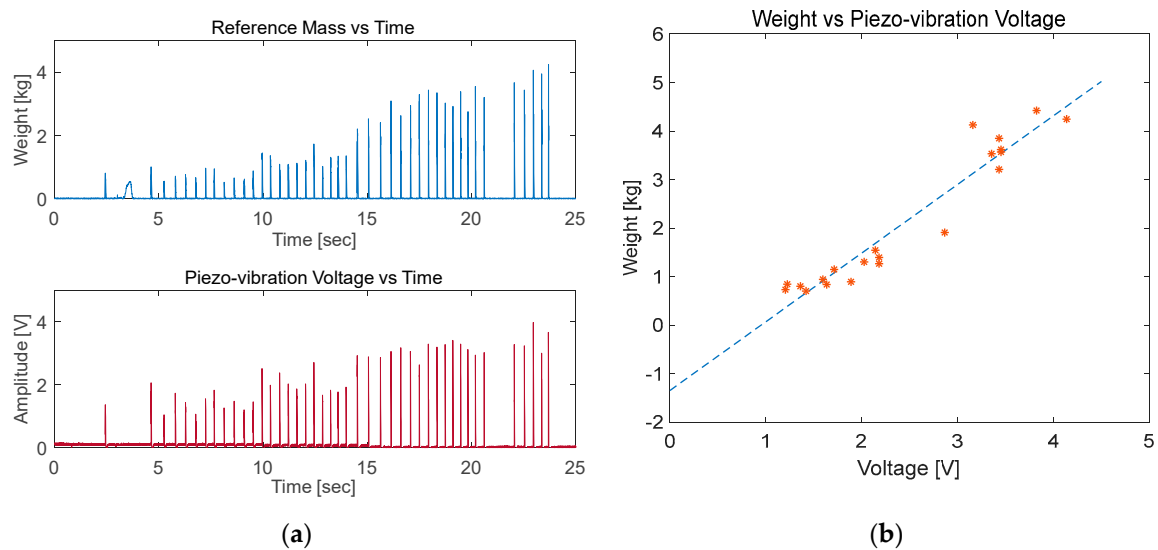 Reference Mass vs Time
Weight [kg]
4
2
0
0 5 10 15 20 25
Time [sec]
Piezo-vibration Voltage vs Time
Amplitude [V]
4
2
0
0 5 10 15 20 25
Time [sec]
(a)
Weight vs Piezo-vibration Voltage
Weight [kg]
6
5
4
3
2
1
0
-1
-2
0 1 2 3 4 5
Voltage [V]
(b)